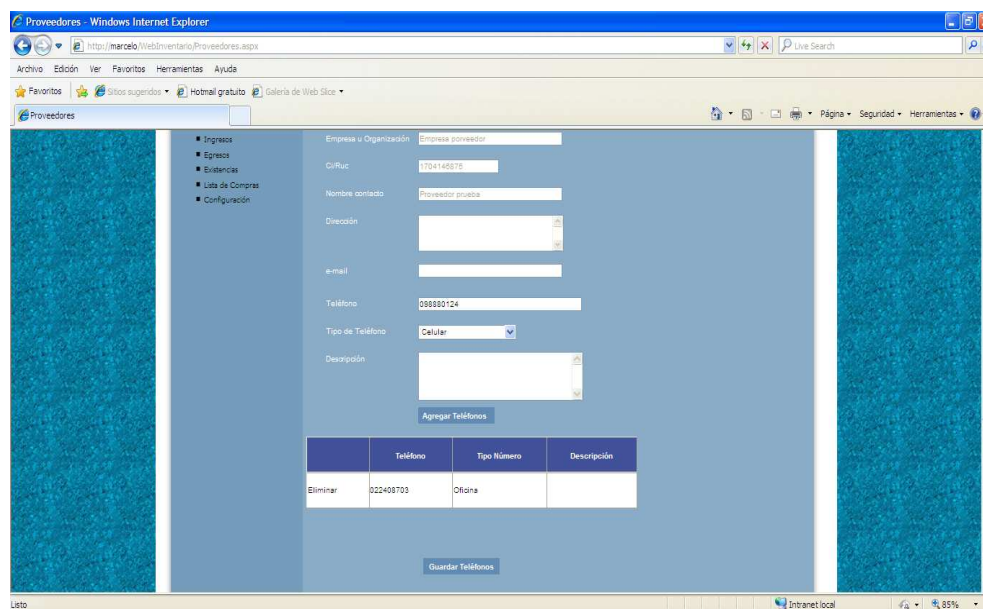 Proveedores - Windows Internet Explorer
http://marcelo/WebInventario/Proveedores.aspx
Live Search
Archivo Edición Ver Favoritos Herramientas Ayuda
Favoritos Sitios sugeridos Hotmail gratuito Galería de Web Slice
Proveedores Página Seguridad Herramientas
Ingresos
Egresos
Existencias
Lista de Compras
Configuración
Empresa u Organización Empresa porveedor
Ci/Ruc 1704146876
Nombre contacto Proveedor prueba
Dirección
e-mail
Teléfono 098880124
Tipo de Teléfono Celular
Descripción
Agregar Teléfonos
Teléfono Tipo Número Descripción
Eliminar 022408703 Oficina
Guardar Teléfonos
Listo Intranet local 85%